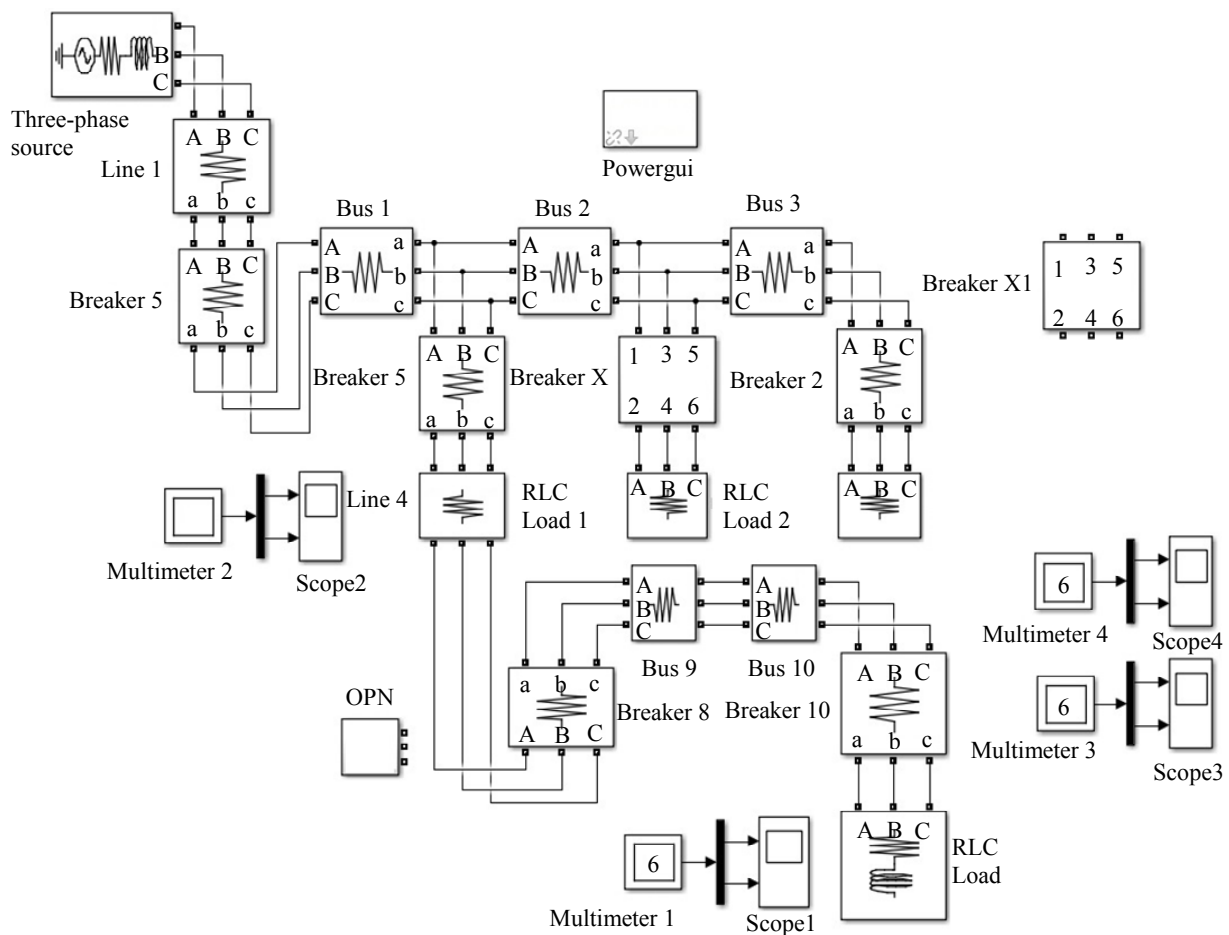 B
C
Three-phase
source
A B C
Line 1
a b c
A B C
Breaker 5
a b c
Powergui
Bus 1
A a
B b
C c
Bus 2
A a
B b
C c
Bus 3
A a
B b
C c
Breaker X1
1 3 5
2 4 6
Breaker 5
A B C
a b c
Breaker X
1 3 5
2 4 6
Breaker 2
A B C
a b c
Line 4
RLC
Load 1
A B C
RLC
Load 2
A B C
Multimeter 2
Scope2
A
B
C
Bus 9
A
B
C
Bus 10
a b c
Breaker 8
A B C
OPN
Breaker 10
A B C
a b c
6
Multimeter 4
Scope4
6
Multimeter 3
Scope3
A B C
RLC
Load
6
Multimeter 1
Scope1